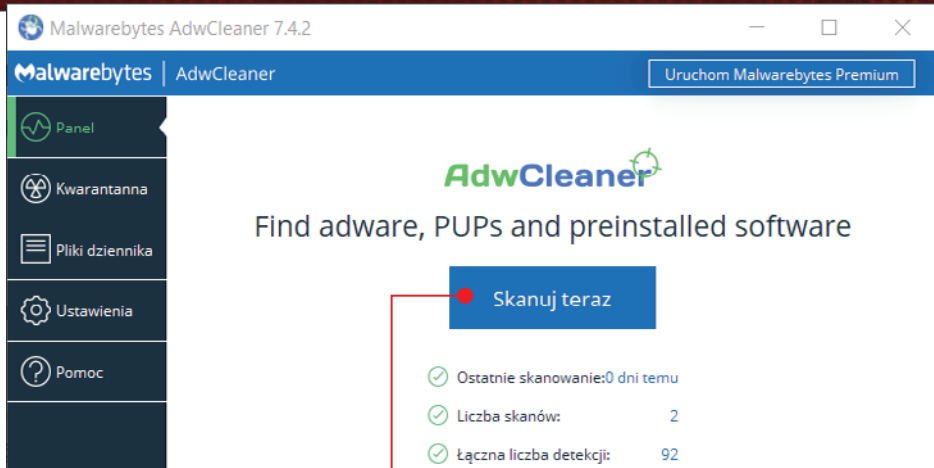 Malwarebytes AdwCleaner 7.4.2
Malwarebytes | AdwCleaner
Uruchom Malwarebytes Premium
Panel
Kwarantanna
Pliki dziennika
Ustawienia
Pomoc
AdwCleaner
Find adware, PUPs and preinstalled software
Skanuj teraz
Ostatnie skanowanie:0 dni temu
Liczba skanów: 2
Łączna liczba detekcji: 92